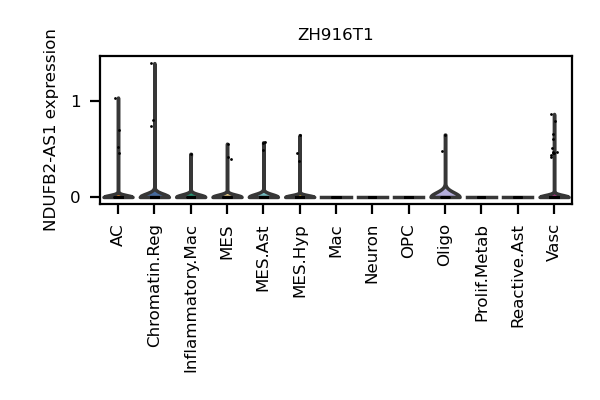 ZH916T1
NDUFB2-AS1 expression
1
0
AC
Chromatin.Reg
Inflammatory.Mac
MES
MES.Ast
MES.Hyp
Mac
Neuron
OPC
Oligo
Prolif.Metab
Reactive.Ast
Vasc